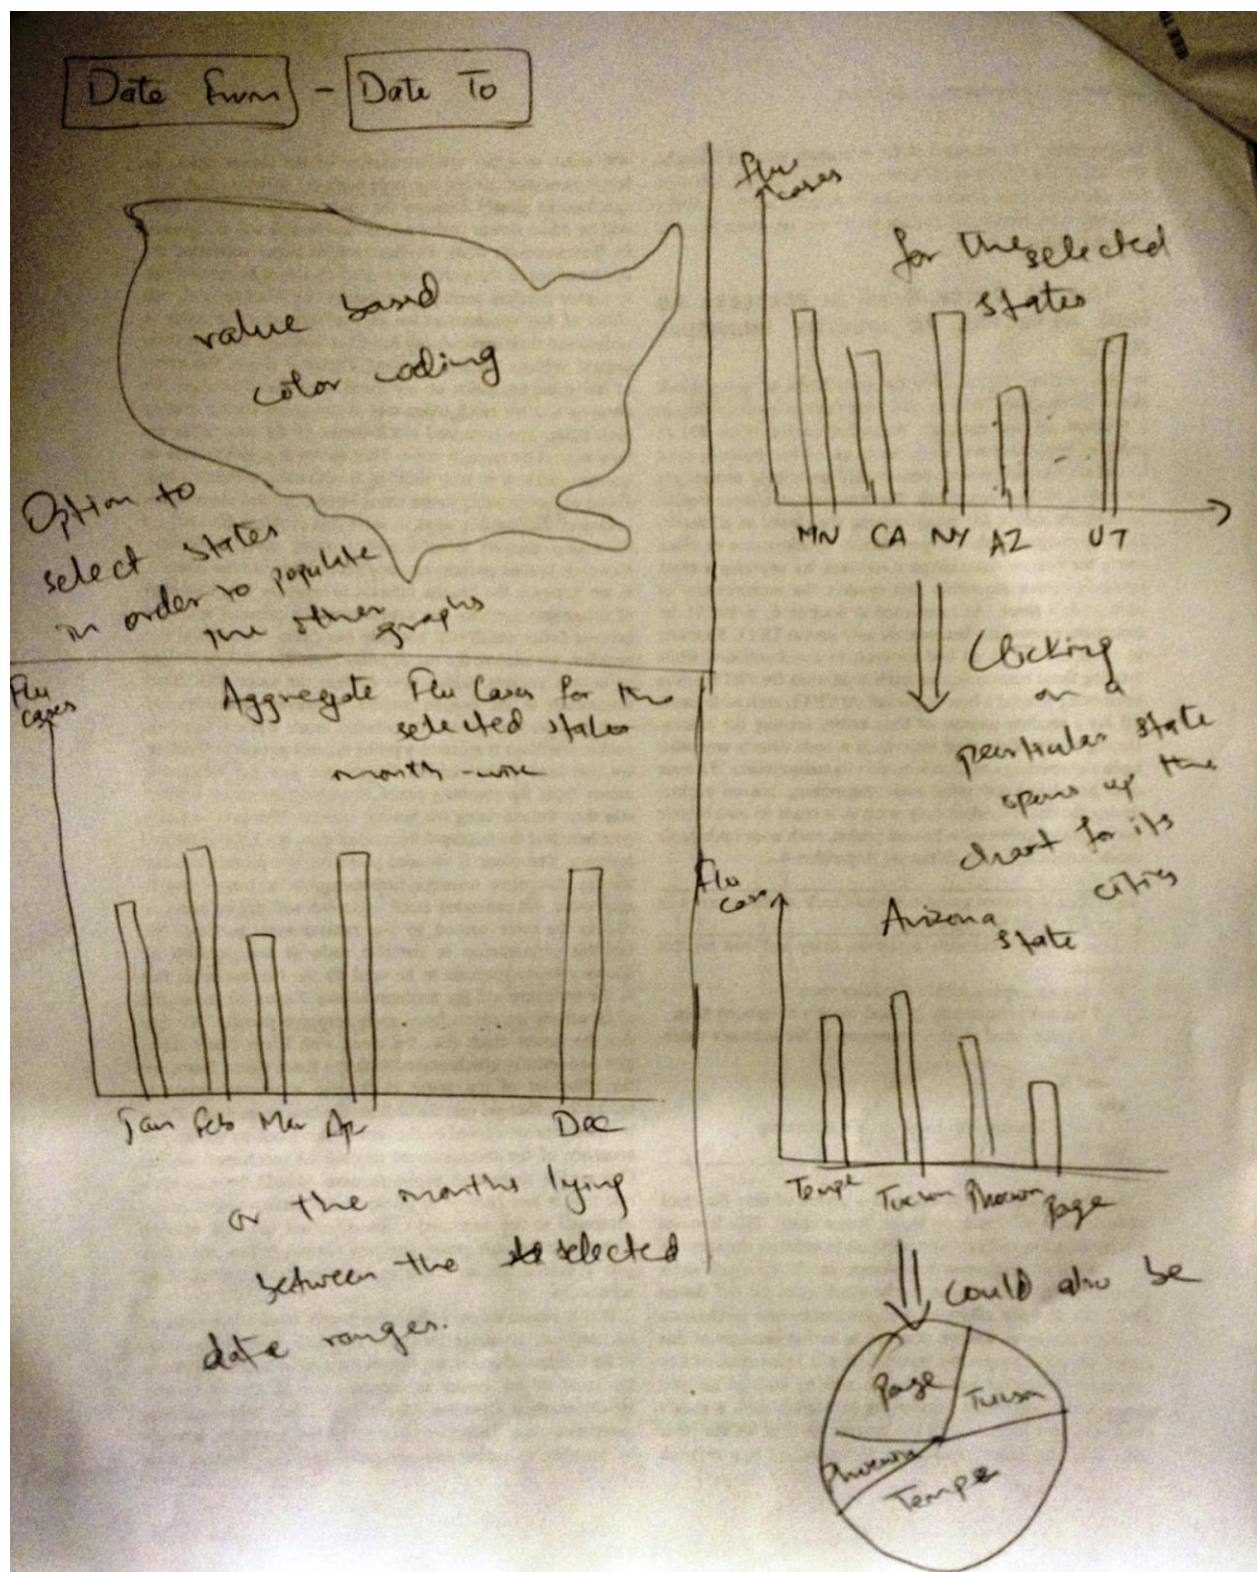 Date From - Date To
value based
color coding
Option to
select states
in order to populate
the other
graphs
Flu
cases
for the selected
states
MN CA NY AZ UT
Clicking
on a
particular state
opens up the
chart for its
cities
Flu
cases
Aggregate Flu Cases for the
selected states
month-wise
Jan Feb Mar Apr Dec
or the months lying
between the selected
date ranges.
Flu
case
Arizona
state
Tempe Tucson Phoenix Page
could also be
Page Tucson
Phoenix
Tempe